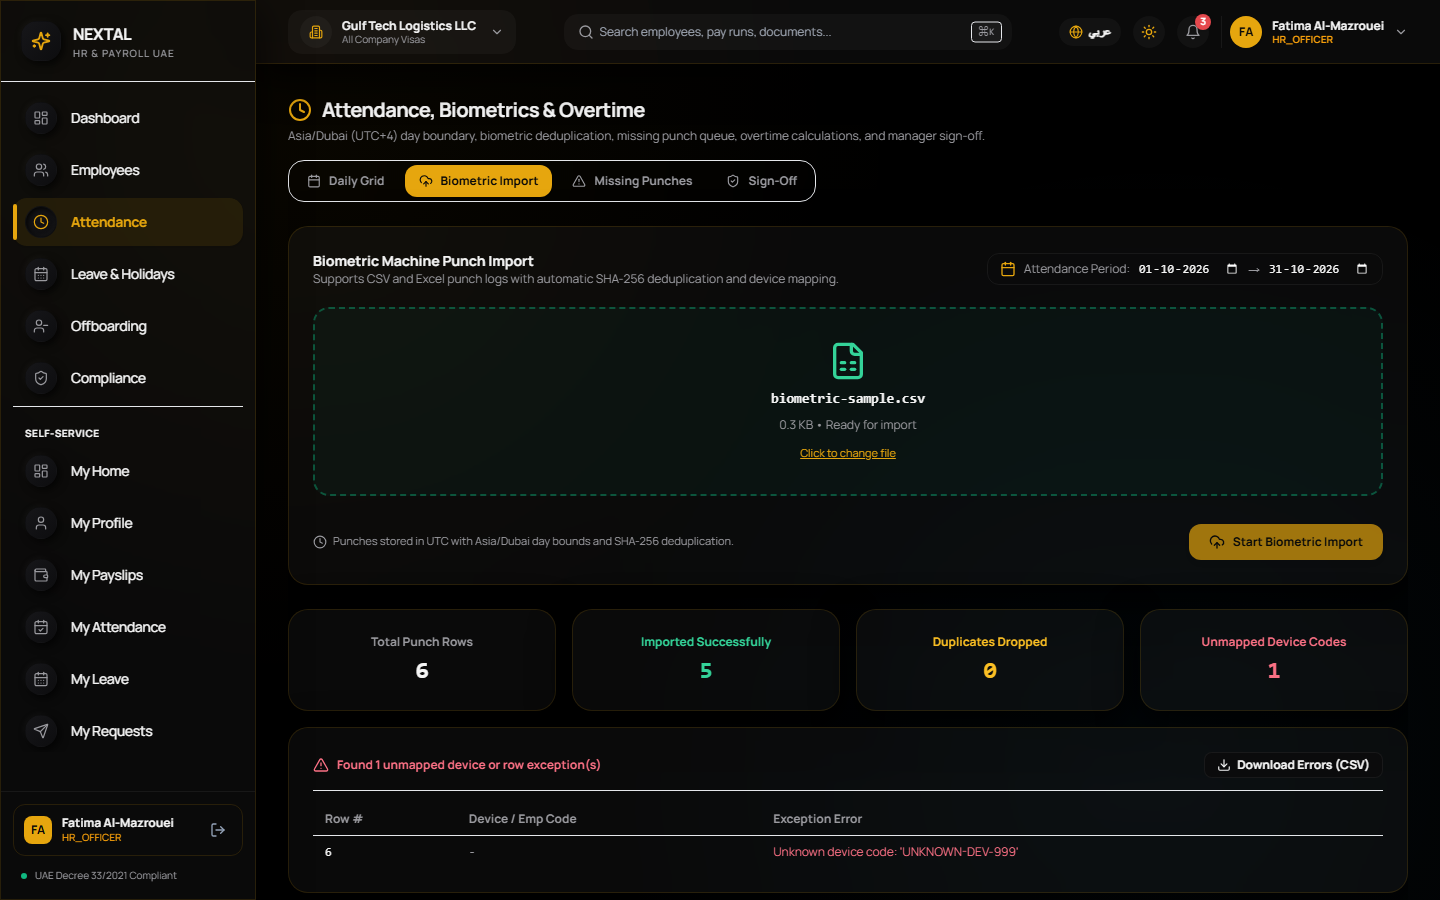 NEXTAL
HR & PAYROLL UAE
Gulf Tech Logistics LLC
All Company Visas
Search employees, pay runs, documents...
⌘K
عربي
3
FA
Fatima Al-Mazrouei
HR_OFFICER
Dashboard
Employees
Attendance
Leave & Holidays
Offboarding
Compliance
SELF-SERVICE
My Home
My Profile
My Payslips
My Attendance
My Leave
My Requests
FA
Fatima Al-Mazrouei
HR_OFFICER
UAE Decree 33/2021 Compliant
Attendance, Biometrics & Overtime
Asia/Dubai (UTC+4) day boundary, biometric deduplication, missing punch queue, overtime calculations, and manager sign-off.
Daily Grid
Biometric Import
Missing Punches
Sign-Off
Biometric Machine Punch Import
Supports CSV and Excel punch logs with automatic SHA-256 deduplication and device mapping.
Attendance Period: 01-10-2026 → 31-10-2026
biometric-sample.csv
0.3 KB • Ready for import
Click to change file
Punches stored in UTC with Asia/Dubai day bounds and SHA-256 deduplication.
Start Biometric Import
Total Punch Rows
6
Imported Successfully
5
Duplicates Dropped
0
Unmapped Device Codes
1
Found 1 unmapped device or row exception(s)
Download Errors (CSV)
Row # Device / Emp Code Exception Error
6 - Unknown device code: 'UNKNOWN-DEV-999'